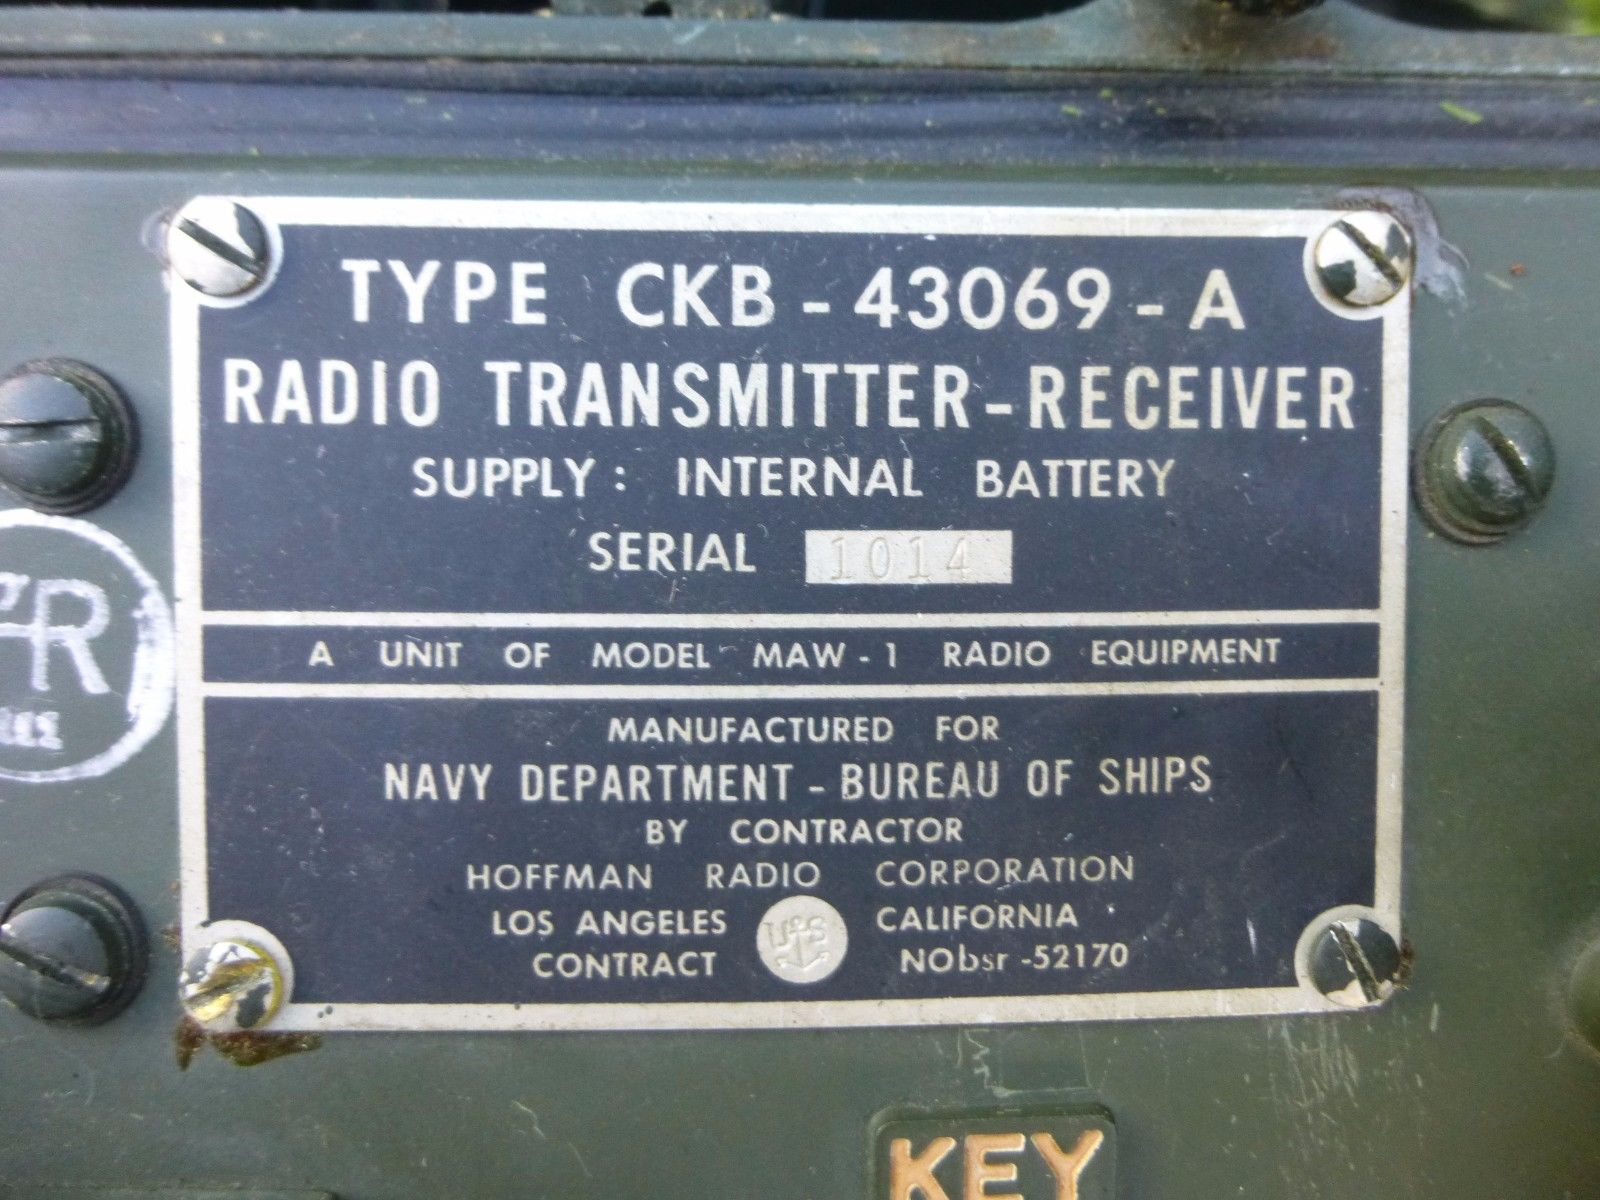 TYPE CKB - 43069 - A
RADIO TRANSMITTER - RECEIVER
SUPPLY : INTERNAL BATTERY
SERIAL 1014
A UNIT OF MODEL MAW - 1 RADIO EQUIPMENT
MANUFACTURED FOR
NAVY DEPARTMENT - BUREAU OF SHIPS
BY CONTRACTOR
HOFFMAN RADIO CORPORATION
LOS ANGELES CALIFORNIA
US
CONTRACT NObsr -52170
KEY